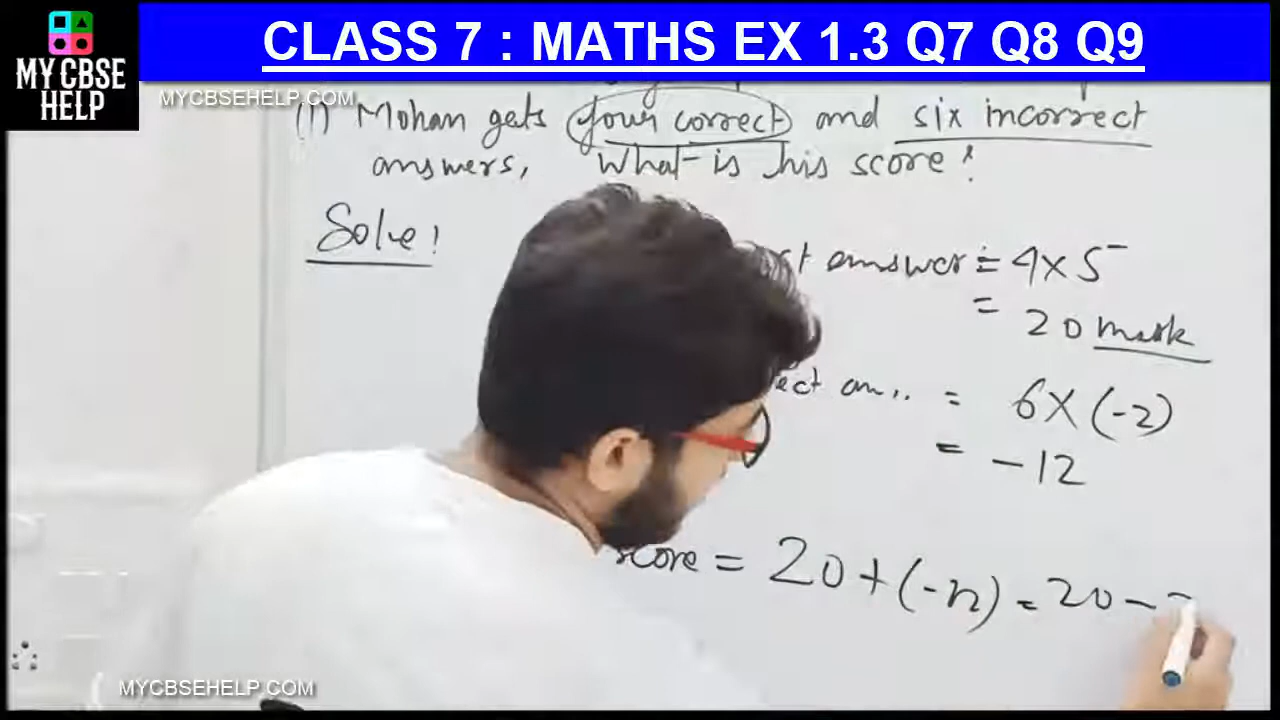 CLASS 7 : MATHS EX 1.3 Q7 Q8 Q9
MY CBSE
HELP
MYCBSEHELP.COM
(i) Mohan gets four correct and six incorrect
answers, What is his score?
Solve!
answer = 4×5
= 20 mark
= 6×(-2)
= -12
score = 20+(-12) = 20 -
MYCBSEHELP.COM